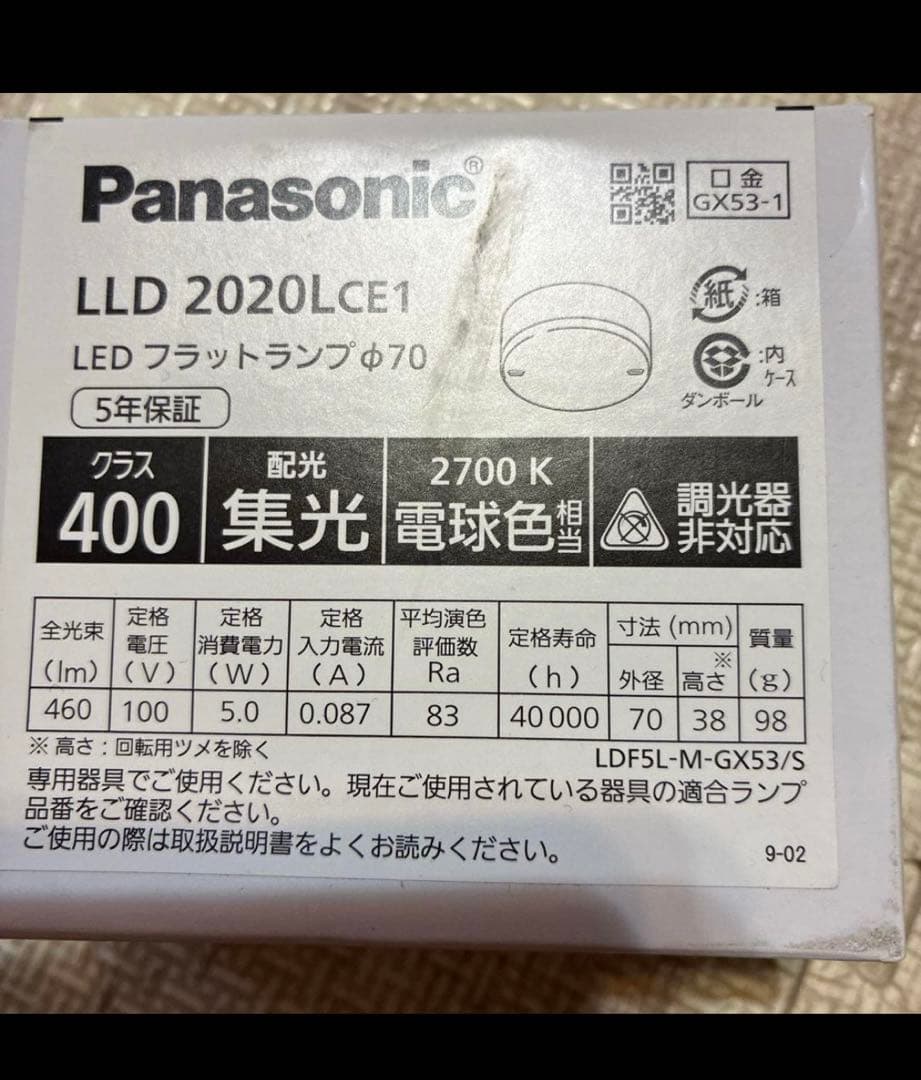 Panasonic®
口金
GX53-1
LLD 2020LCE1
紙:箱
LED フラットランプφ70
:内ケース
ダンボール
5年保証
クラス
400
配光
集光
2700 K
電球色相当
調光器
非対応
全光束
(lm)
定格
電圧
(V)
定格
消費電力
(W)
定格
入力電流
(A)
平均演色
評価数
Ra
定格寿命
(h)
寸法 (mm)
外径
高さ※
質量
(g)
460 100 5.0 0.087 83 40000 70 38 98
※ 高さ：回転用ツメを除く
LDF5L-M-GX53/S
専用器具でご使用ください。現在ご使用されている器具の適合ランプ
品番をご確認ください。
ご使用の際は取扱説明書をよくお読みください。
9-02